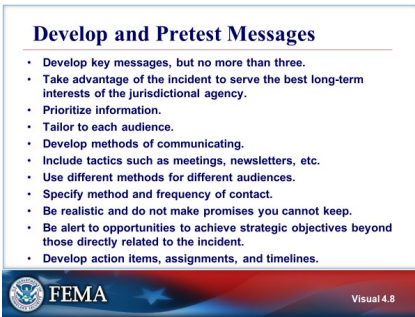 Develop and Pretest Messages
• Develop key messages, but no more than three.
• Take advantage of the incident to serve the best long-term
interests of the jurisdictional agency.
• Prioritize information.
• Tailor to each audience.
• Develop methods of communicating.
• Include tactics such as meetings, newsletters, etc.
• Use different methods for different audiences.
• Specify method and frequency of contact.
• Be realistic and do not make promises you cannot keep.
• Be alert to opportunities to achieve strategic objectives beyond
those directly related to the incident.
• Develop action items, assignments, and timelines.
FEMA
Visual 4.8